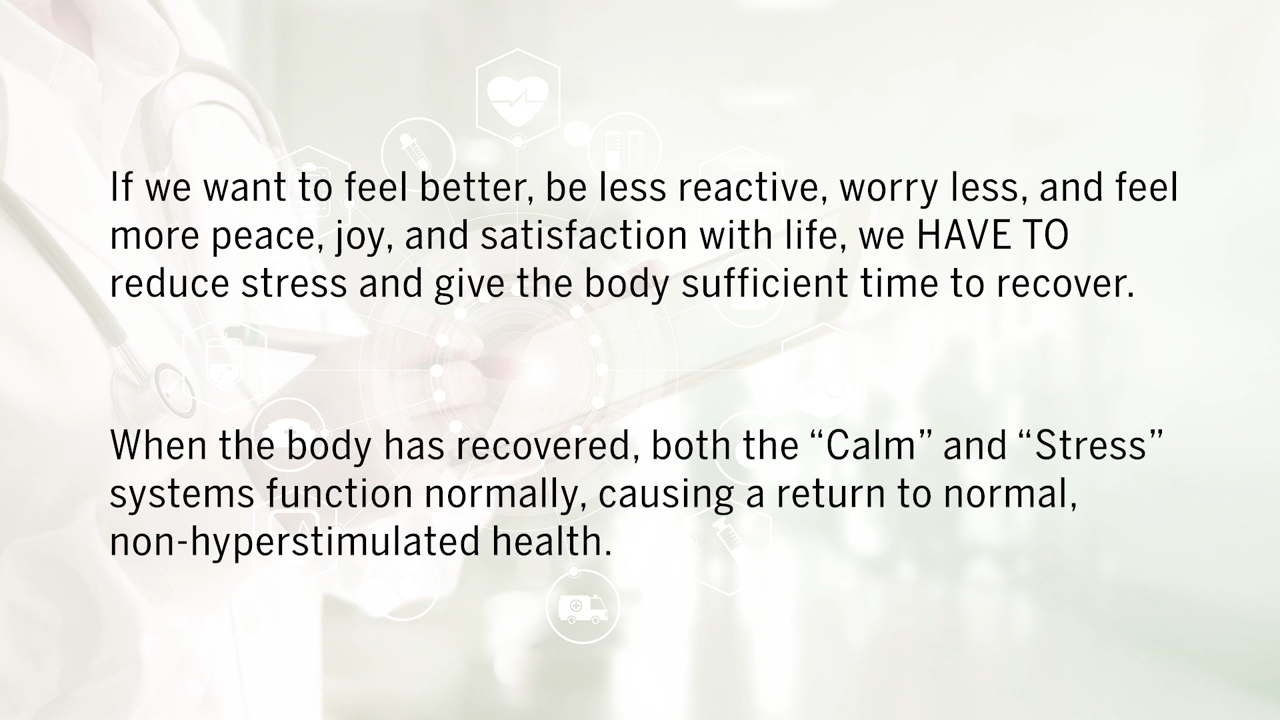 If we want to feel better, be less reactive, worry less, and feel
more peace, joy, and satisfaction with life, we HAVE TO
reduce stress and give the body sufficient time to recover.
When the body has recovered, both the “Calm” and “Stress”
systems function normally, causing a return to normal,
non-hyperstimulated health.